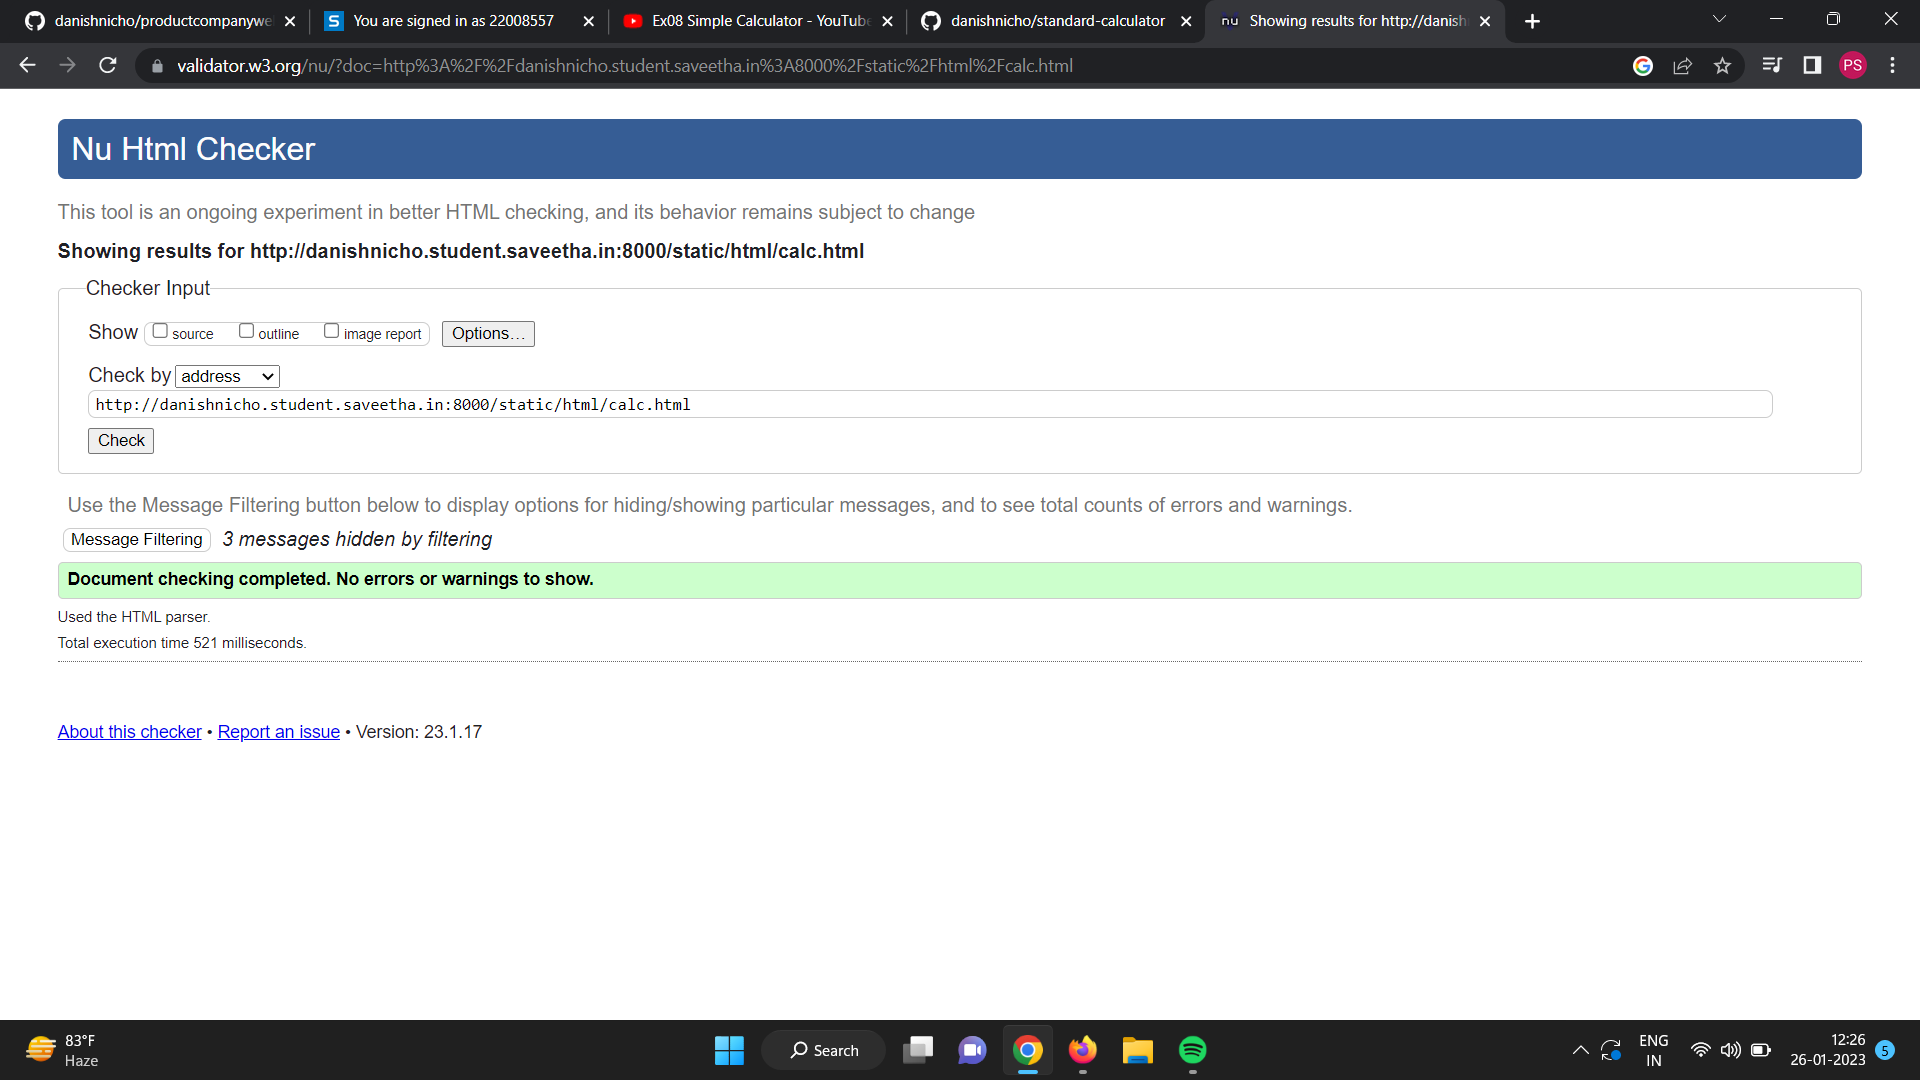 danishnicho/productcompanywe
You are signed in as 22008557
Ex08 Simple Calculator - YouTube
danishnicho/standard-calculator
nu Showing results for http://danish
validator.w3.org/nu/?doc=http%3A%2F%2Fdanishnicho.student.saveetha.in%3A8000%2Fstatic%2Fhtml%2Fcalc.html
PS
Nu Html Checker
This tool is an ongoing experiment in better HTML checking, and its behavior remains subject to change
Showing results for http://danishnicho.student.saveetha.in:8000/static/html/calc.html
Checker Input
Show source outline image report Options…
Check by address
http://danishnicho.student.saveetha.in:8000/static/html/calc.html
Check
Use the Message Filtering button below to display options for hiding/showing particular messages, and to see total counts of errors and warnings.
Message Filtering 3 messages hidden by filtering
Document checking completed. No errors or warnings to show.
Used the HTML parser.
Total execution time 521 milliseconds.
About this checker • Report an issue • Version: 23.1.17
83°F
Haze
Search
ENG
IN
12:26
26-01-2023
5